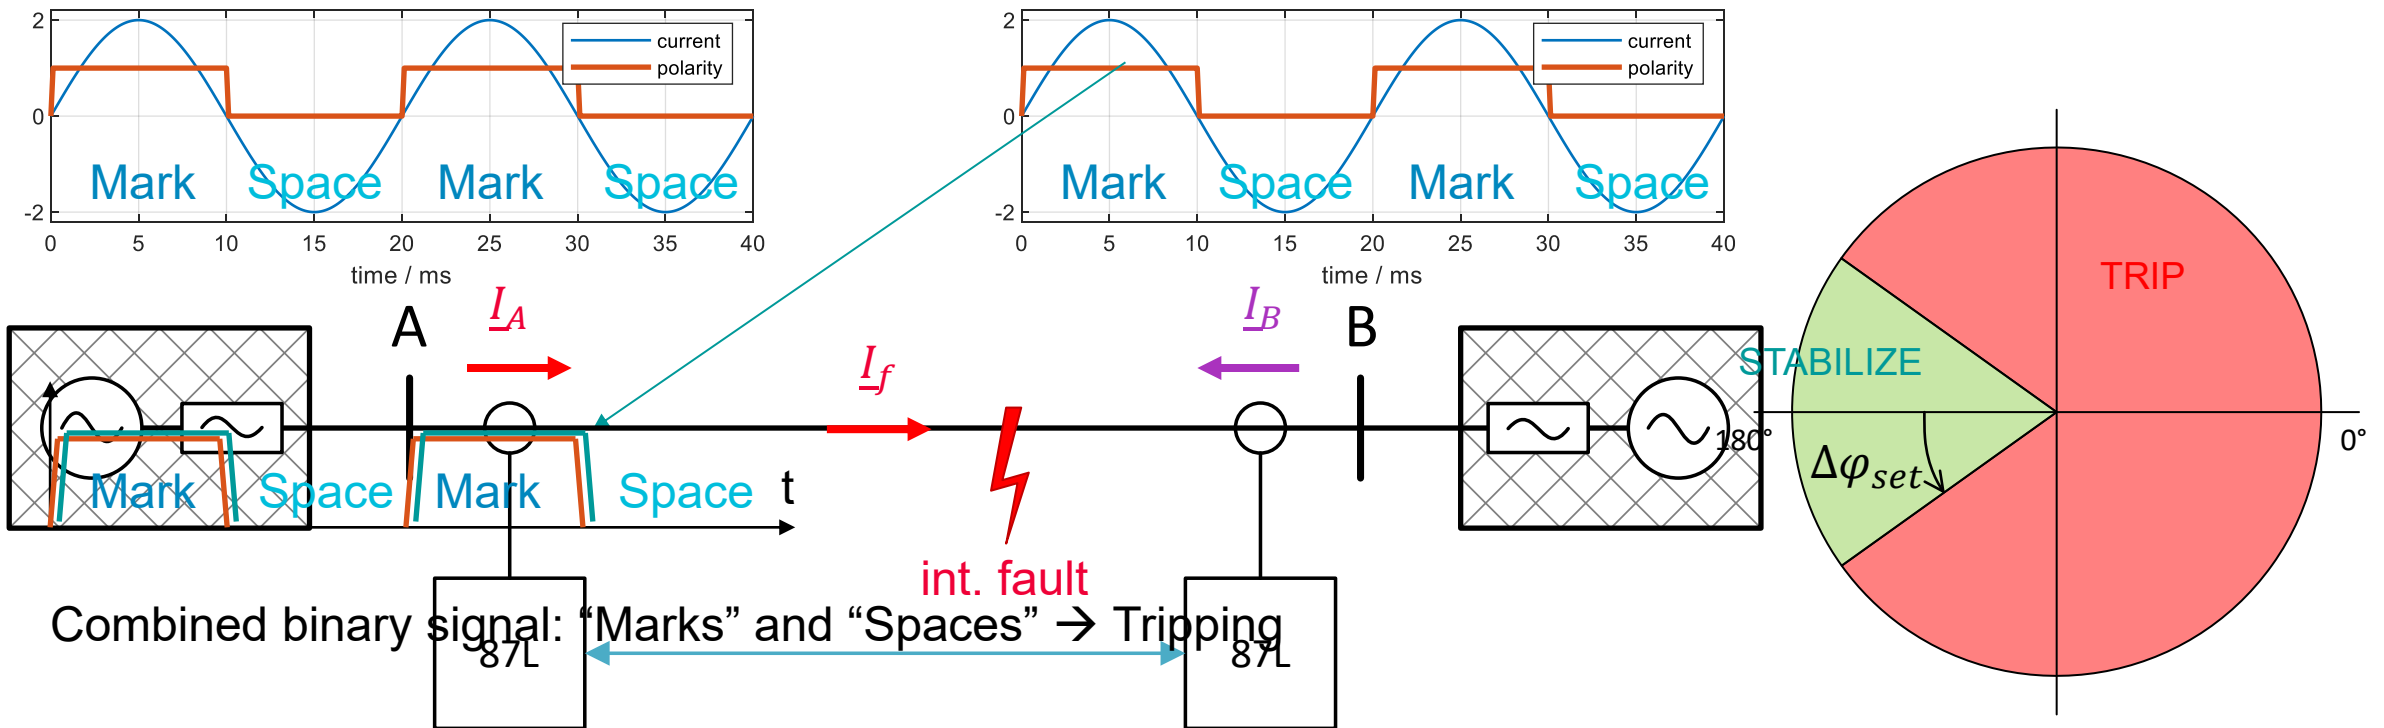 2
0
-2
current
polarity
Mark Space Mark Space
0 5 10 15 20 25 30 35 40
time / ms
2
0
-2
current
polarity
Mark Space Mark Space
0 5 10 15 20 25 30 35 40
time / ms
A
I_A
I_f
I_B
B
Mark Space Mark Space t
int. fault
87L
87L
Combined binary signal: “Marks” and “Spaces” → Tripping
TRIP
STABILIZE
180°
0°
Δφ_set